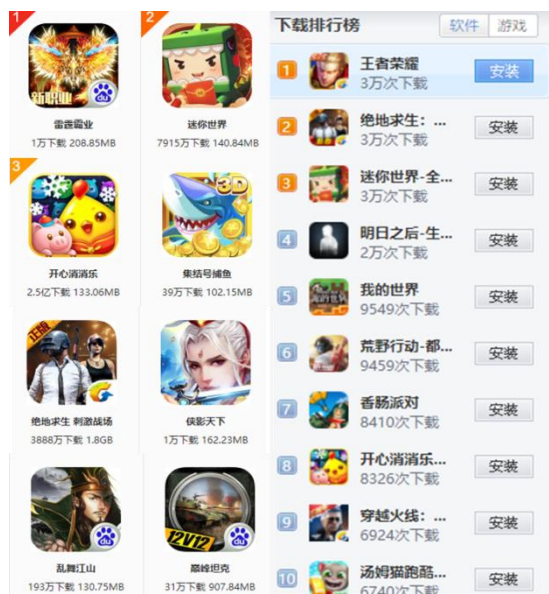 1
2
新职业
du
雷霆霸业
迷你世界
1万下载 208.85MB
7915万下载 140.84MB
3
3D
开心消消乐
集结号捕鱼
2.5亿下载 133.06MB
39万下载 102.15MB
正版
绝地求生 刺激战场
侠影天下
3888万下载 1.8GB
1万下载 162.23MB
du
12V12
du
乱舞江山
巅峰坦克
193万下载 130.75MB
31万下载 907.84MB
下载排行榜
软件
游戏
1
王者荣耀
3万次下载
安装
2
绝地求生：...
3万次下载
安装
3
迷你世界-全...
3万次下载
安装
4
明日之后-生...
2万次下载
安装
5
我的世界
9549次下载
安装
6
荒野行动-都...
9459次下载
安装
7
香肠派对
8410次下载
安装
8
开心消消乐...
8326次下载
安装
9
穿越火线：...
6924次下载
安装
10
汤姆猫跑酷...
6740次下载
安装